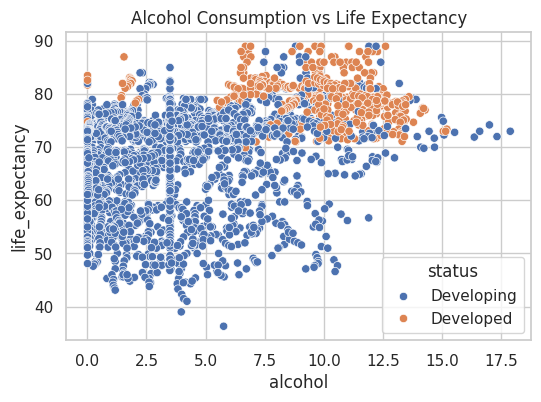 Alcohol Consumption vs Life Expectancy
90
80
70
60
50
40
life_expectancy
0.0 2.5 5.0 7.5 10.0 12.5 15.0 17.5
alcohol
status
Developing
Developed